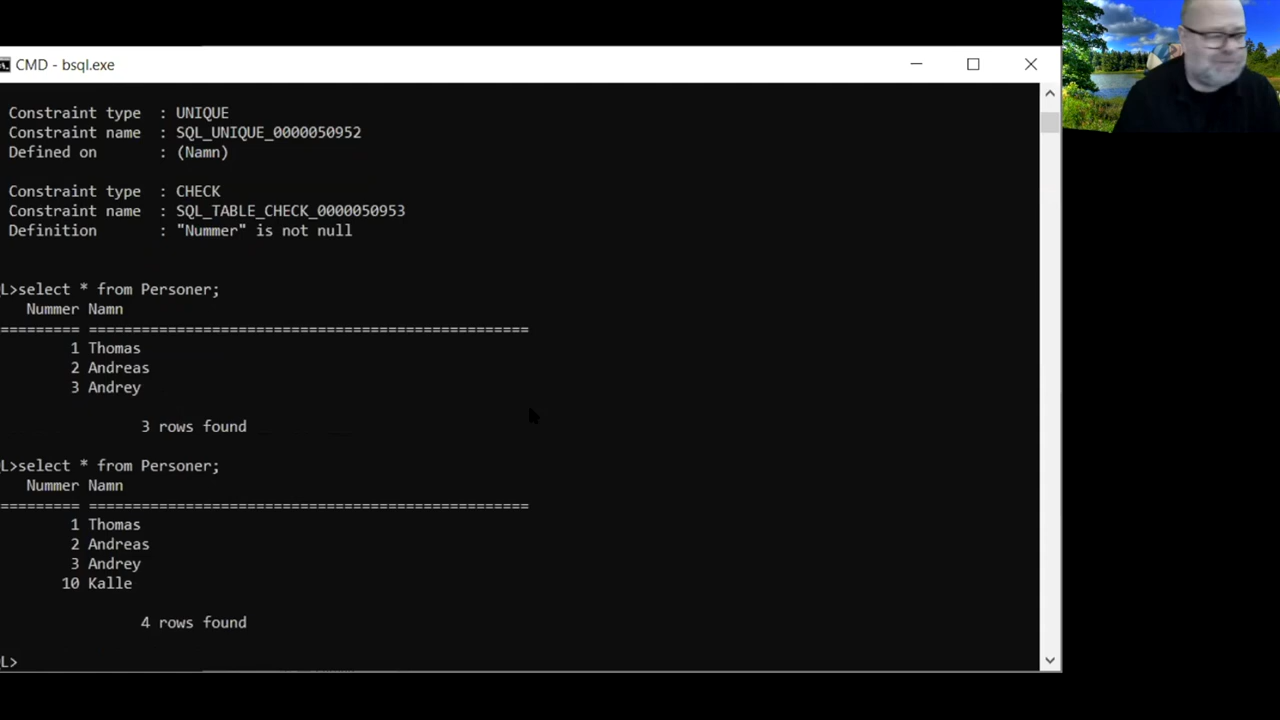 CMD - bsql.exe
Constraint type  : UNIQUE
Constraint name  : SQL_UNIQUE_0000050952
Defined on       : (Namn)
Constraint type  : CHECK
Constraint name  : SQL_TABLE_CHECK_0000050953
Definition       : "Nummer" is not null
L>select * from Personer;
Nummer Namn
========= ==================================================
1 Thomas
2 Andreas
3 Andrey
3 rows found
L>select * from Personer;
Nummer Namn
========= ==================================================
1 Thomas
2 Andreas
3 Andrey
10 Kalle
4 rows found
L>